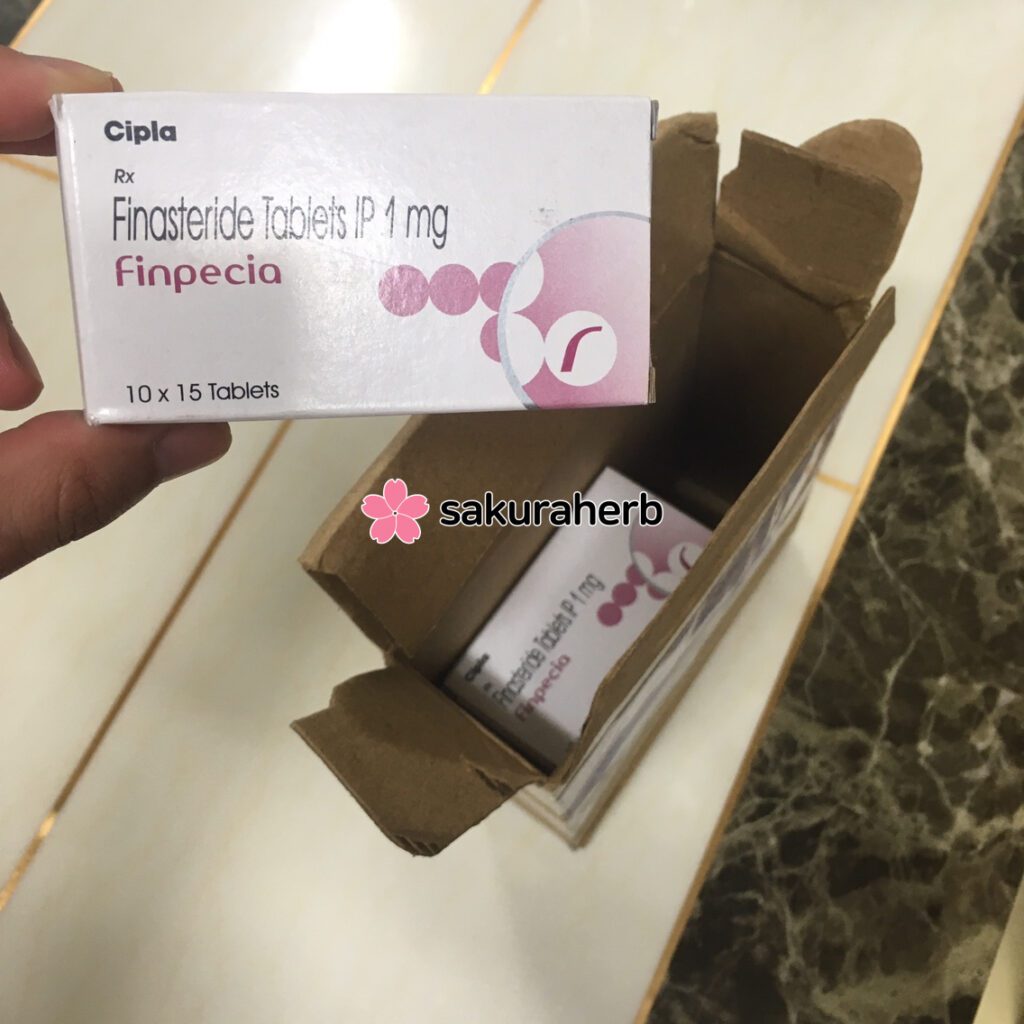 Cipla
Rx
Finasteride Tablets IP 1 mg
Finpecia
10 x 15 Tablets
sakuraherb
Cipla
Finasteride Tablets IP 1 mg
Finpecia